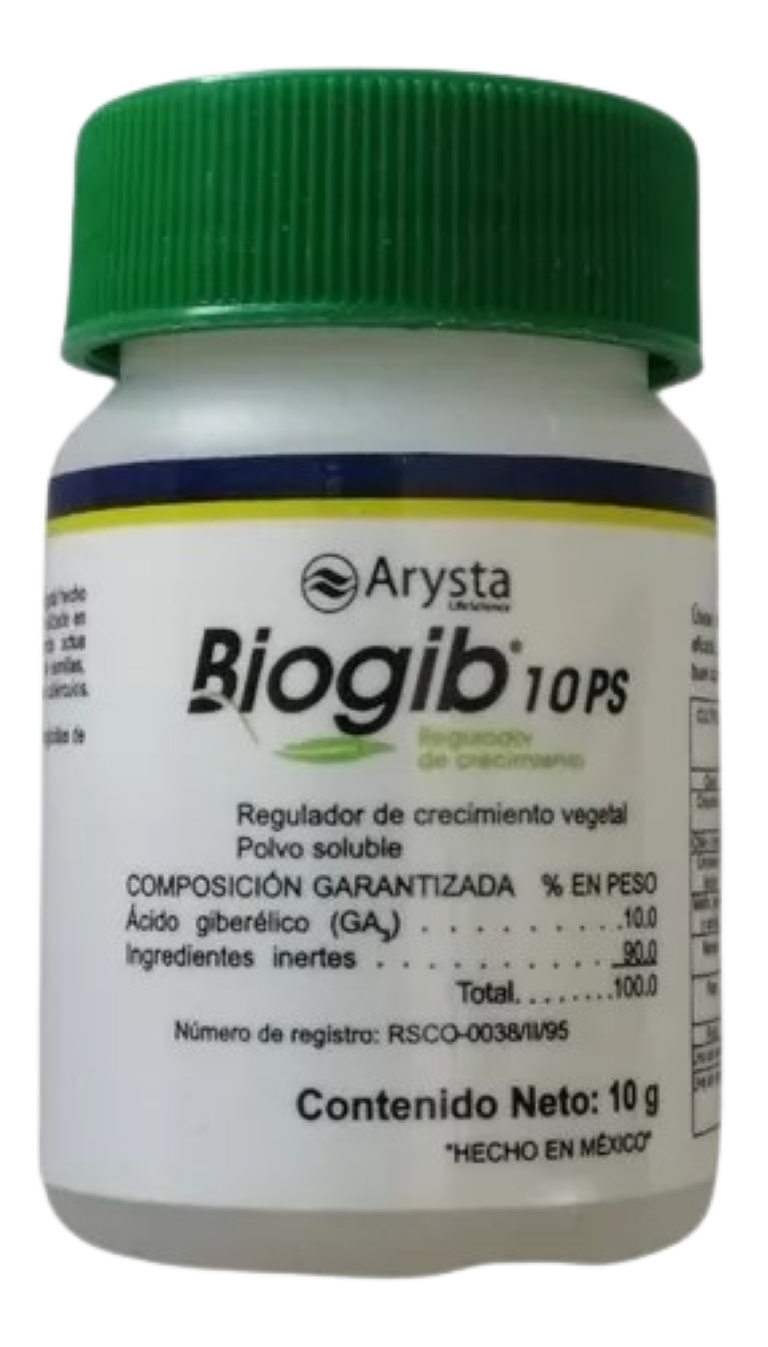 Arysta
LifeScience
Biogib® 10PS
Regulador
de crecimiento
Regulador de crecimiento vegetal
Polvo soluble
COMPOSICIÓN GARANTIZADA % EN PESO
Ácido giberélico (GA₃) . . . . . . . . . .10.0
Ingredientes inertes . . . . . . . . . . . 90.0
Total. . . . . . . .100.0
Número de registro: RSCO-0038/II/95
Contenido Neto: 10 g
"HECHO EN MÉXICO"